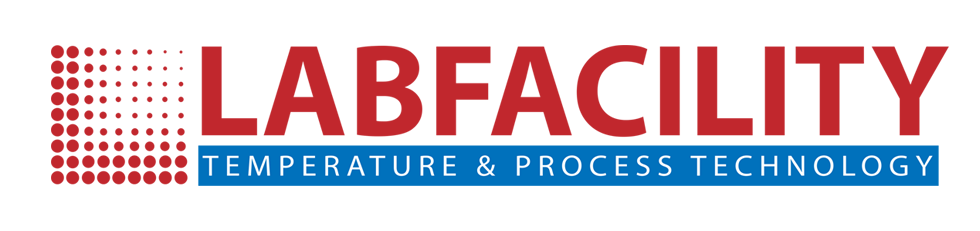 LABFACILITY
TEMPERATURE & PROCESS TECHNOLOGY